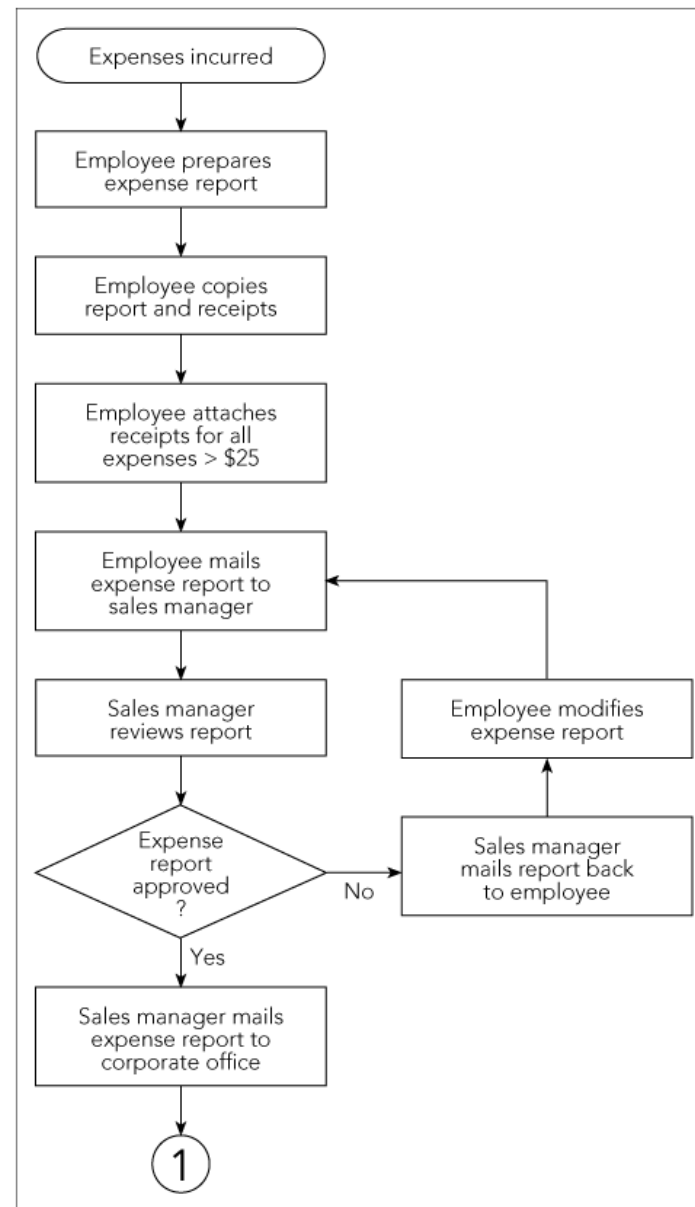 Expenses incurred
Employee prepares
expense report
Employee copies
report and receipts
Employee attaches
receipts for all
expenses > $25
Employee mails
expense report to
sales manager
Sales manager
reviews report
Employee modifies
expense report
Expense
report
approved
?
No
Sales manager
mails report back
to employee
Yes
Sales manager mails
expense report to
corporate office
1